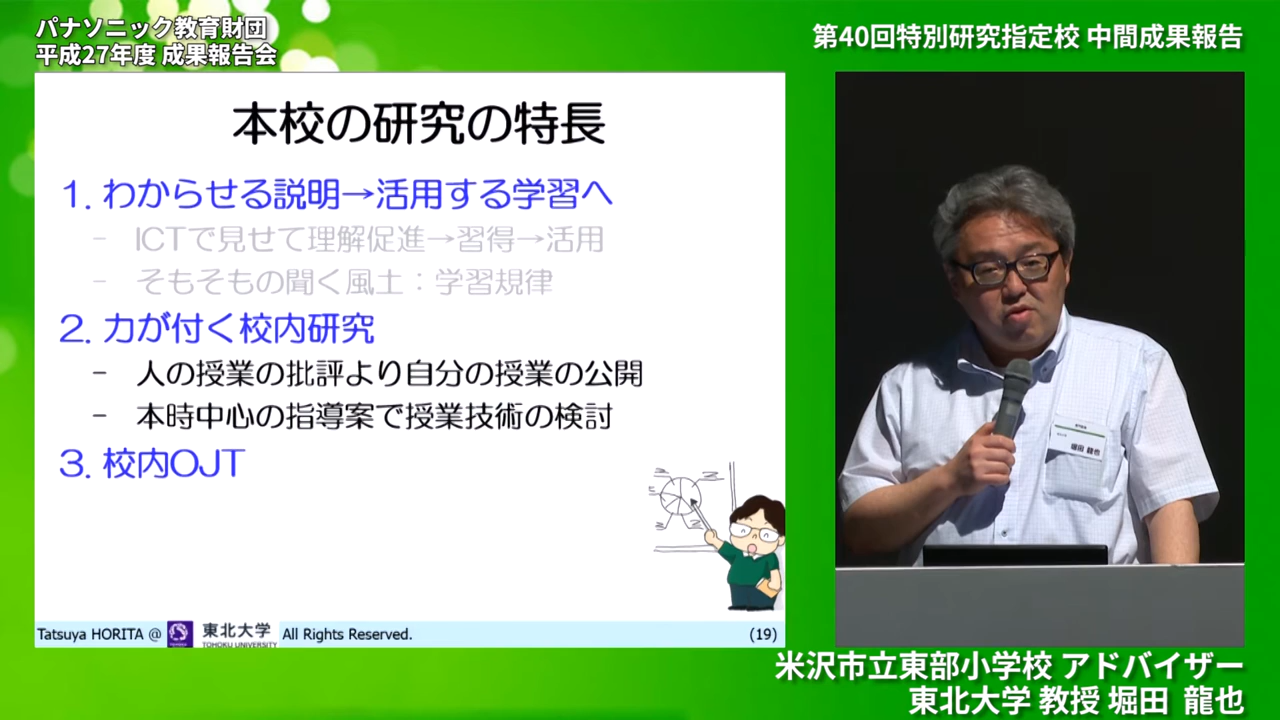 パナソニック教育財団
平成27年度 成果報告会
第40回特別研究指定校 中間成果報告
本校の研究の特長
1. わからせる説明→活用する学習へ
－ ICTで見せて理解促進→習得→活用
－ そもそもの聞く風土：学習規律
2. 力が付く校内研究
－ 人の授業の批評より自分の授業の公開
－ 本時中心の指導案で授業技術の検討
3. 校内OJT
Tatsuya HORITA @ 東北大学 TOHOKU UNIVERSITY All Rights Reserved. (19)
堀田 龍也
米沢市立東部小学校 アドバイザー
東北大学 教授 堀田 龍也